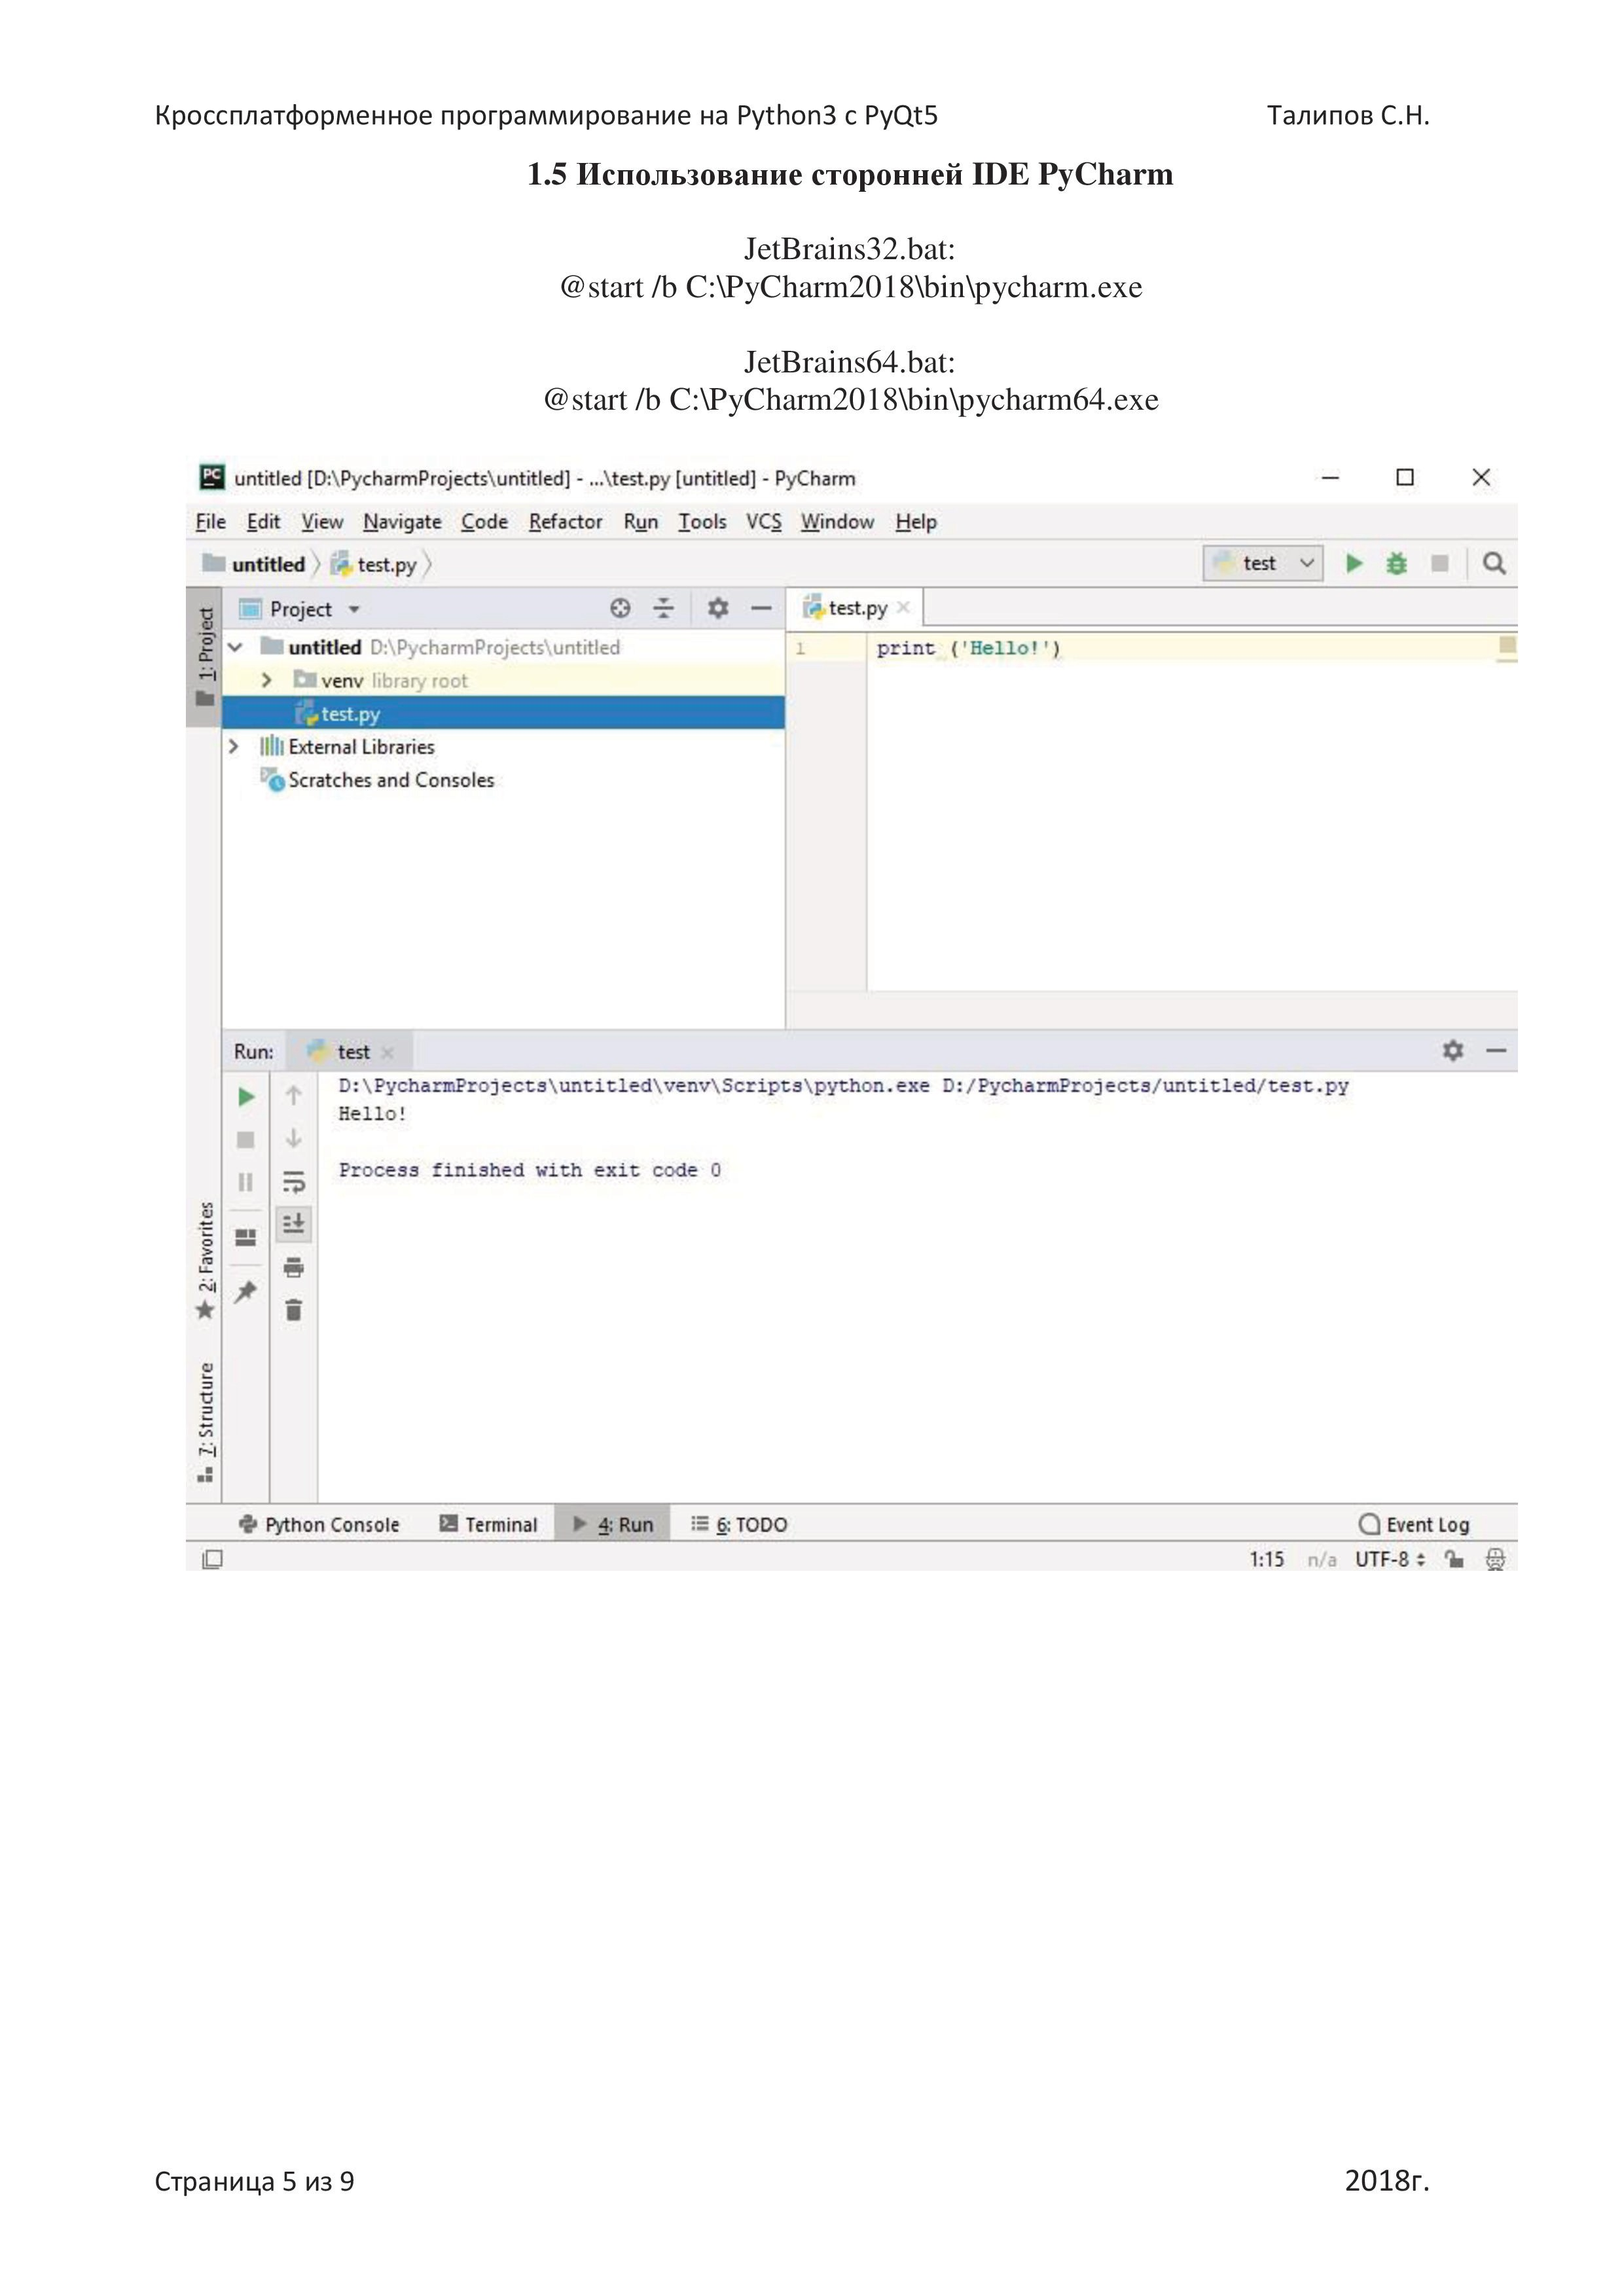 Кроссплатформенное программирование на Python3 с PyQt5 Талипов С.Н.
1.5 Использование сторонней IDE PyCharm
JetBrains32.bat:
@start /b C:\PyCharm2018\bin\pycharm.exe
JetBrains64.bat:
@start /b C:\PyCharm2018\bin\pycharm64.exe
PC untitled [D:\PycharmProjects\untitled] - ...\test.py [untitled] - PyCharm
File Edit View Navigate Code Refactor Run Tools VCS Window Help
untitled test.py test
1: Project
Project
test.py
untitled D:\PycharmProjects\untitled
1 print ('Hello!')
venv library root
test.py
External Libraries
Scratches and Consoles
Run: test
D:\PycharmProjects\untitled\venv\Scripts\python.exe D:/PycharmProjects/untitled/test.py
Hello!
Process finished with exit code 0
2: Favorites
7: Structure
Python Console Terminal 4: Run 6: TODO Event Log
1:15 n/a UTF-8
Страница 5 из 9 2018г.